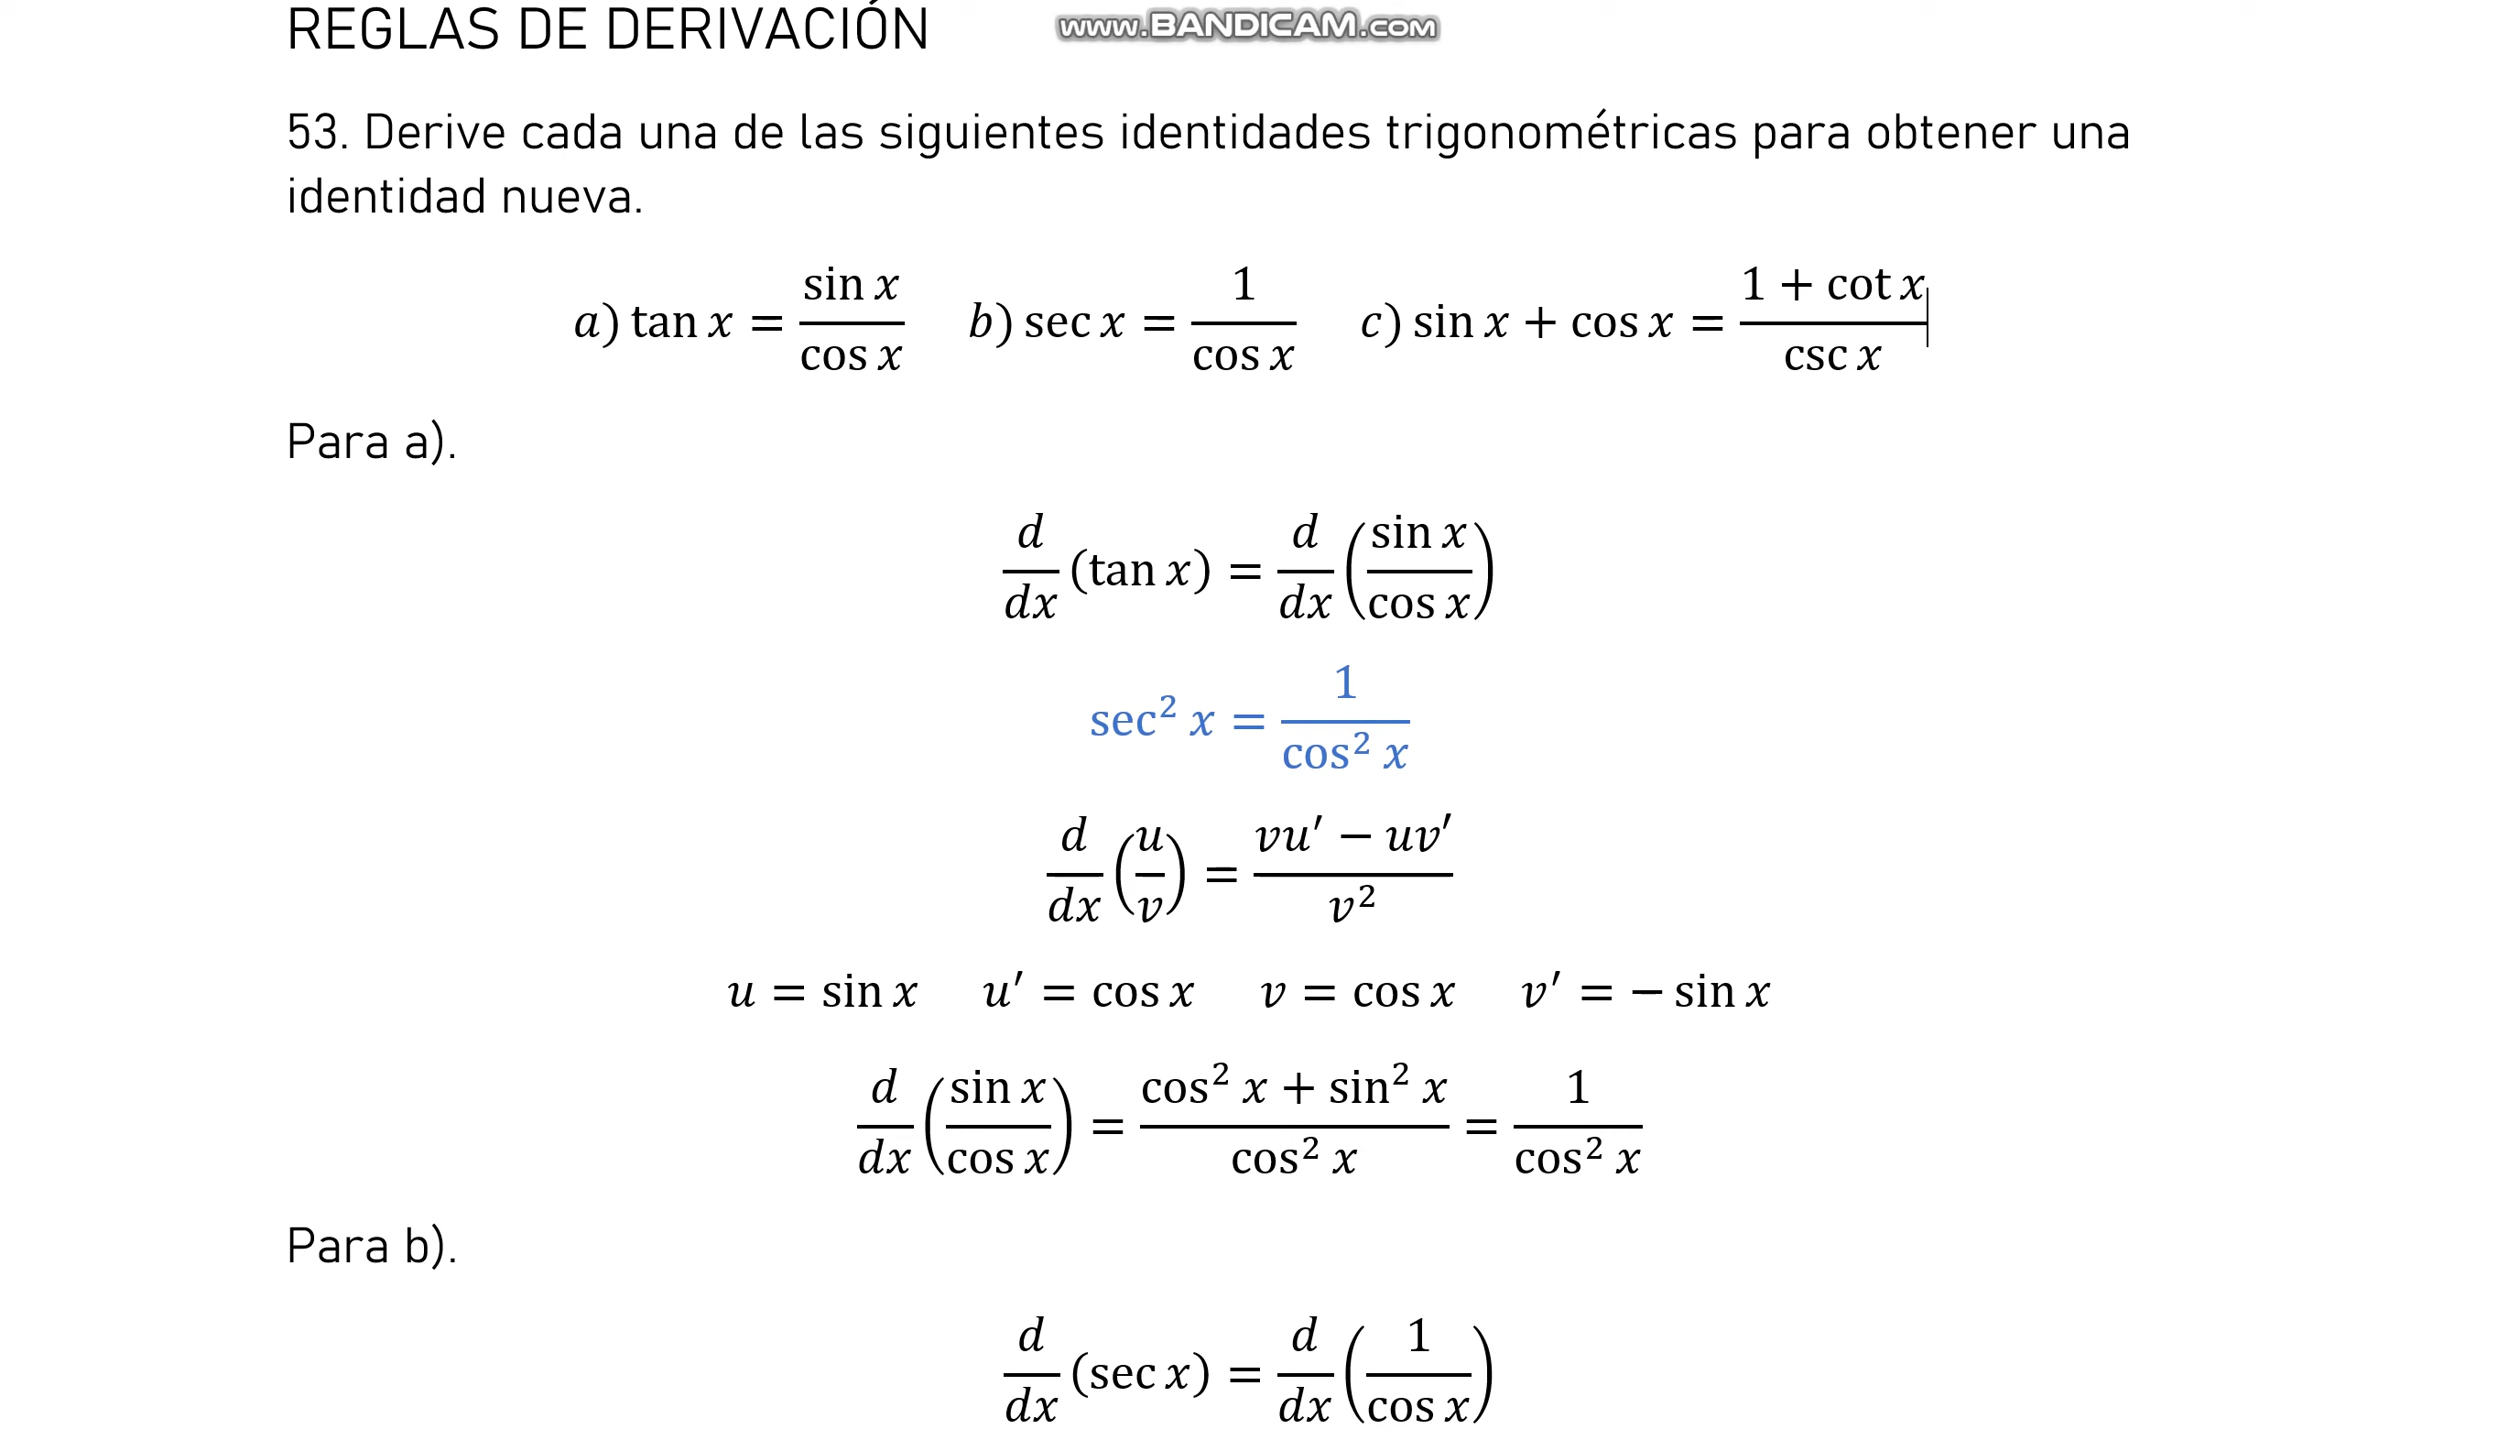 REGLAS DE DERIVACIÓN
www.BANDICAM.com
53. Derive cada una de las siguientes identidades trigonométricas para obtener una
identidad nueva.
a) tan x = sin x / cos x   b) sec x = 1 / cos x   c) sin x + cos x = (1 + cot x) / csc x
Para a).
d/dx (tan x) = d/dx (sin x / cos x)
sec² x = 1 / cos² x
d/dx (u/v) = (vu′ − uv′) / v²
u = sin x   u′ = cos x   v = cos x   v′ = − sin x
d/dx (sin x / cos x) = (cos² x + sin² x) / cos² x = 1 / cos² x
Para b).
d/dx (sec x) = d/dx (1 / cos x)